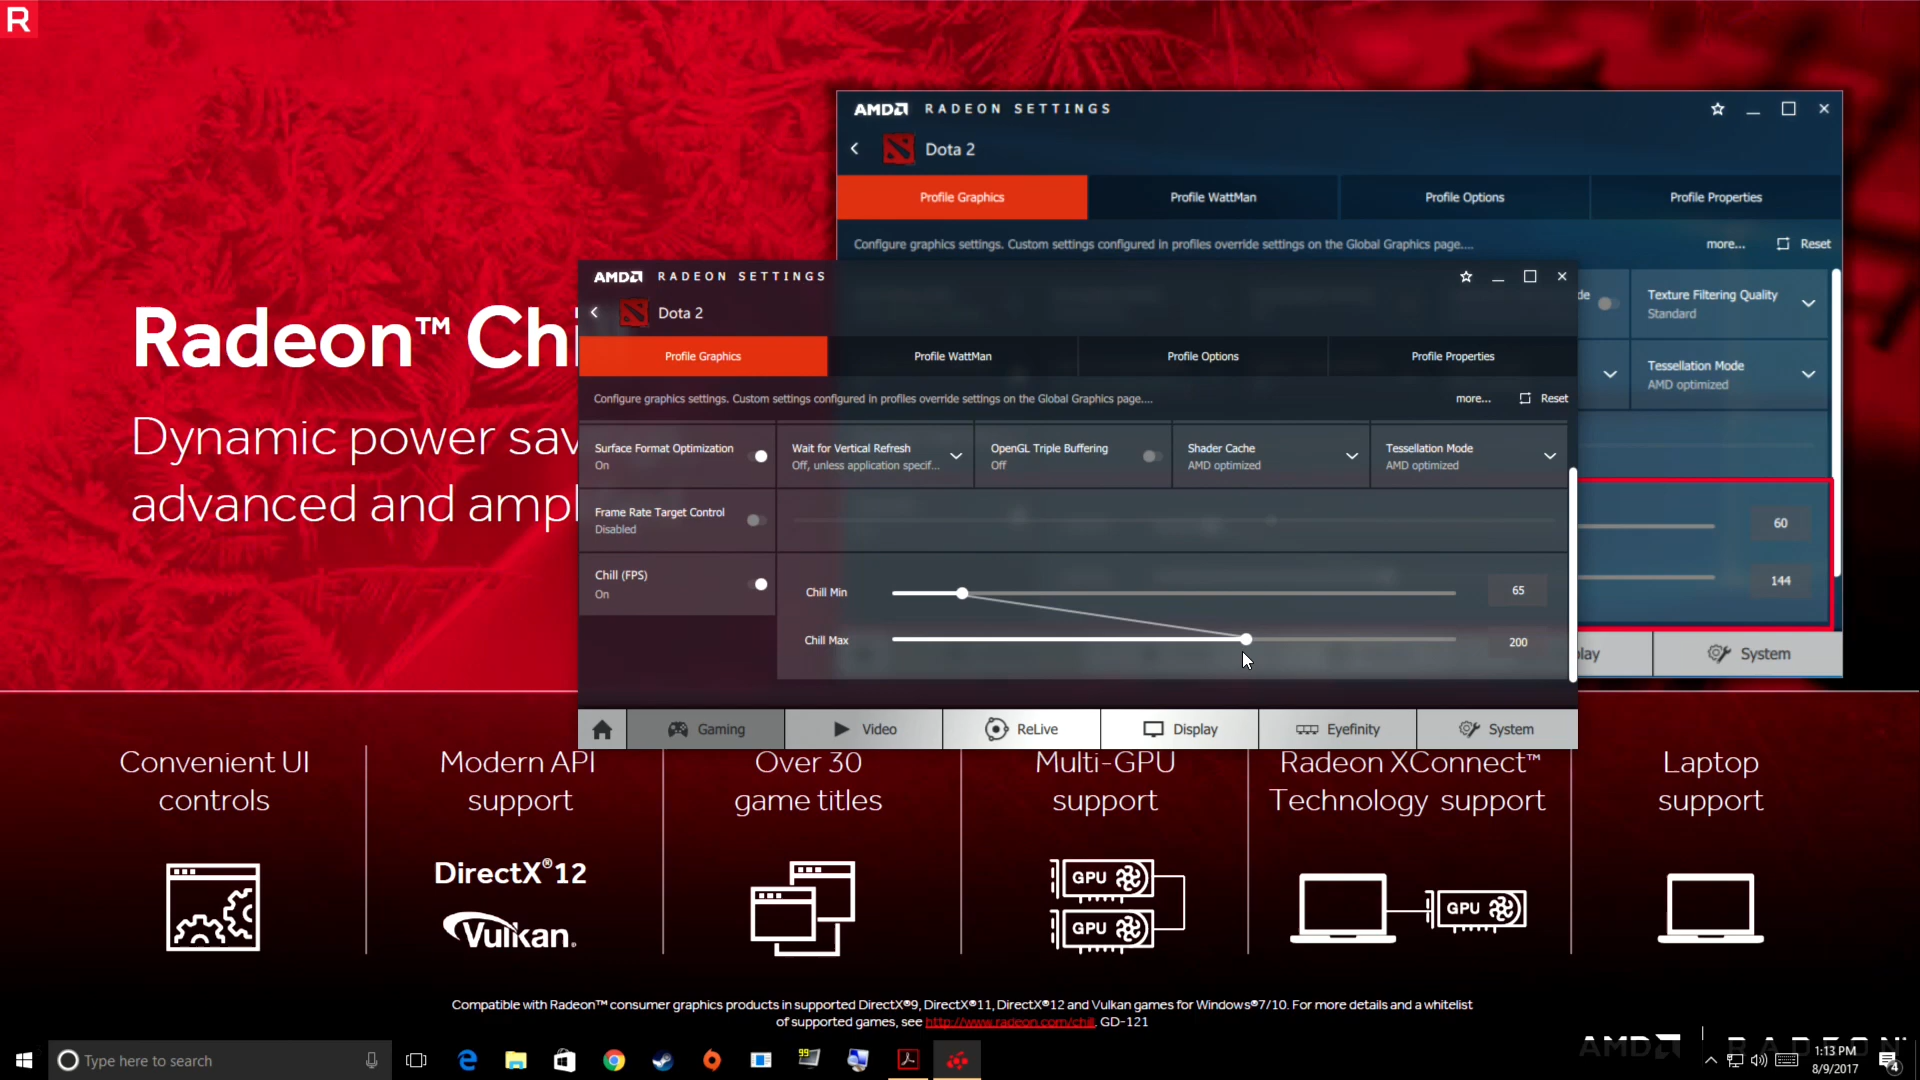 R
AMD RADEON SETTINGS
Dota 2
Profile Graphics Profile WattMan Profile Options Profile Properties
Configure graphics settings. Custom settings configured in profiles override settings on the Global Graphics page.... more... Reset
de Texture Filtering Quality
Standard
Tessellation Mode
AMD optimized
60
144
lay System
AMD RADEON SETTINGS
Dota 2
Profile Graphics Profile WattMan Profile Options Profile Properties
Configure graphics settings. Custom settings configured in profiles override settings on the Global Graphics page.... more... Reset
Surface Format Optimization
On
Wait for Vertical Refresh
Off, unless application specif...
OpenGL Triple Buffering
Off
Shader Cache
AMD optimized
Tessellation Mode
AMD optimized
Frame Rate Target Control
Disabled
Chill (FPS)
On
Chill Min 65
Chill Max 200
Gaming Video ReLive Display Eyefinity System
Radeon™ Chi
Dynamic power sav
advanced and ampl
Convenient UI
controls
Modern API
support
DirectX®12
Vulkan.
Over 30
game titles
Multi-GPU
support
GPU
GPU
Radeon XConnect™
Technology support
GPU
Laptop
support
Compatible with Radeon™ consumer graphics products in supported DirectX®9, DirectX®11, DirectX®12 and Vulkan games for Windows®7/10. For more details and a whitelist
of supported games, see http://www.radeon.com/chill. GD-121
AMD RADEON
Type here to search
99
1:13 PM
8/9/2017
4